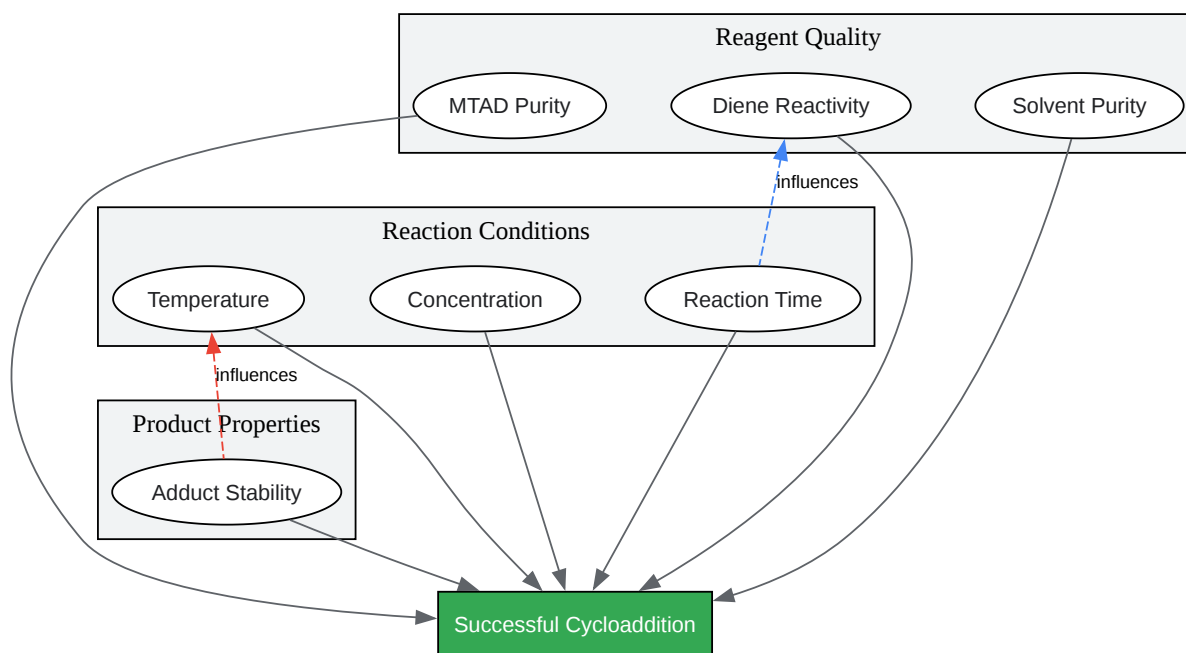 Reagent Quality
MTAD Purity
Diene Reactivity
Solvent Purity
influences
Reaction Conditions
Temperature
Concentration
Reaction Time
influences
Product Properties
Adduct Stability
Successful Cycloaddition